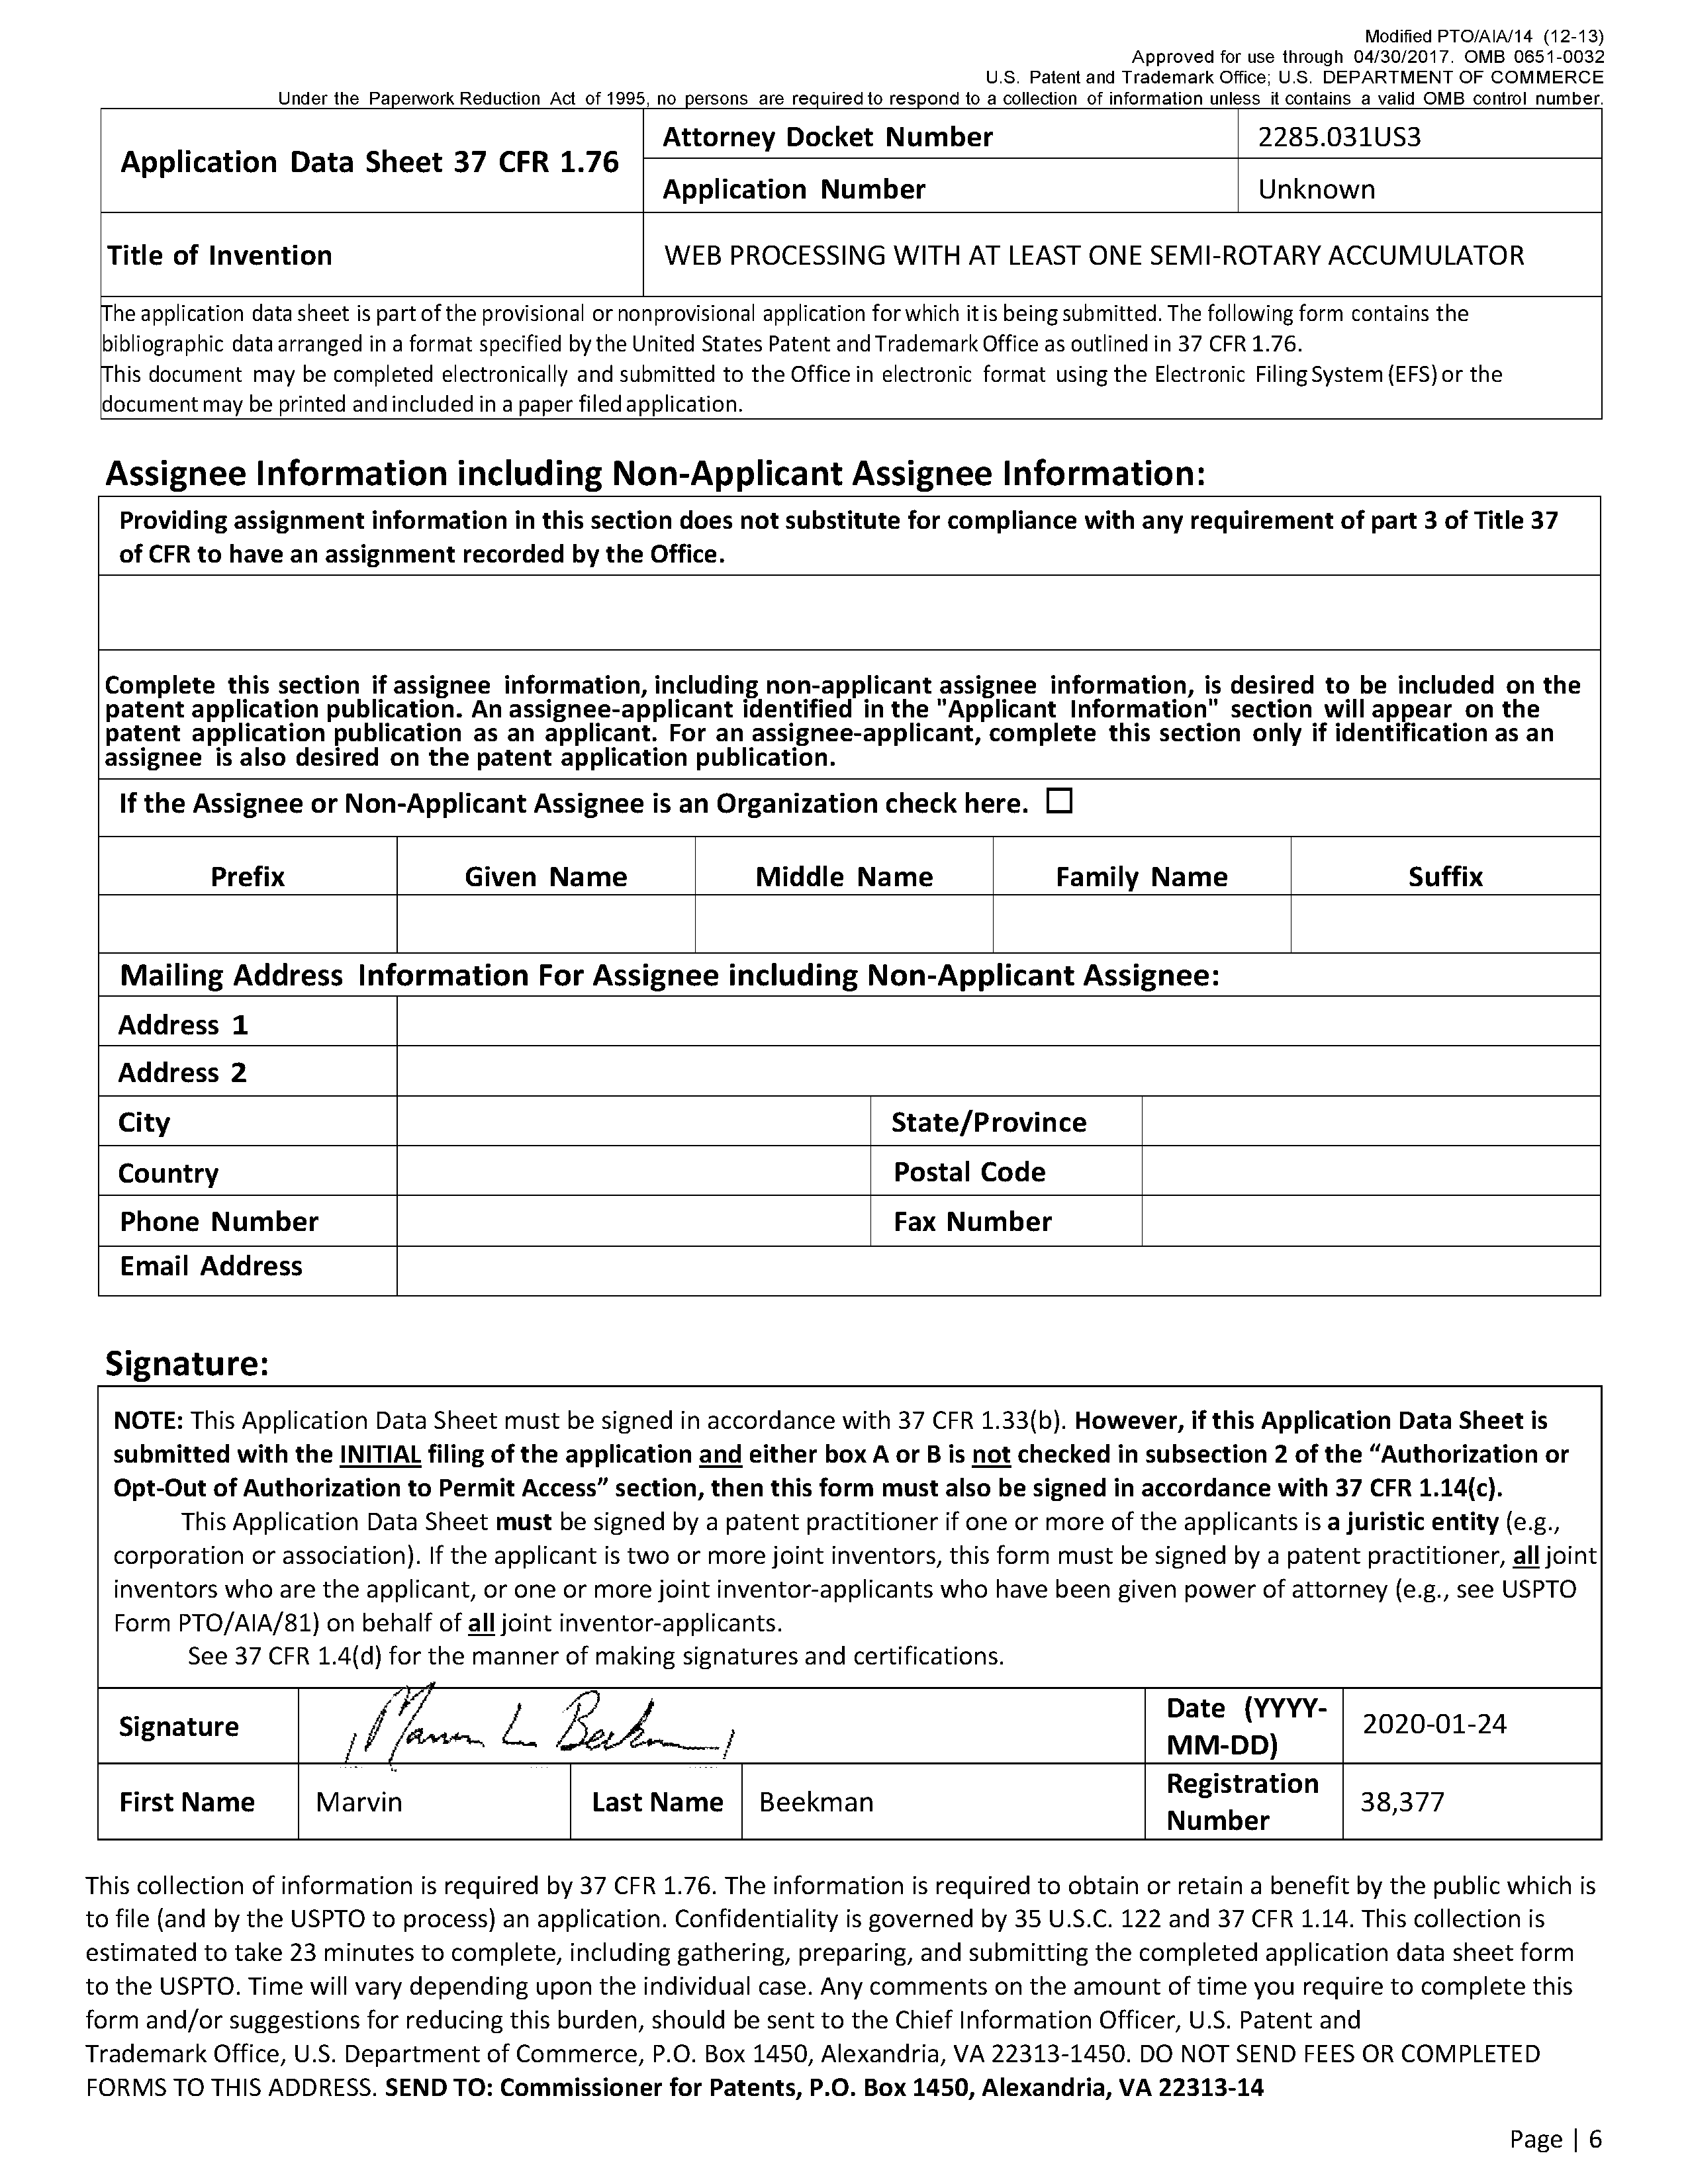 Modified PTO/AIA/14 (12-13)
Approved for use through 04/30/2017. OMB 0651-0032
U.S. Patent and Trademark Office; U.S. DEPARTMENT OF COMMERCE
Under the Paperwork Reduction Act of 1995, no persons are required to respond to a collection of information unless it contains a valid OMB control number.
Application Data Sheet 37 CFR 1.76
Attorney Docket Number
2285.031US3
Application Number
Unknown
Title of Invention
WEB PROCESSING WITH AT LEAST ONE SEMI-ROTARY ACCUMULATOR
The application data sheet is part of the provisional or nonprovisional application for which it is being submitted. The following form contains the
bibliographic data arranged in a format specified by the United States Patent and Trademark Office as outlined in 37 CFR 1.76.
This document may be completed electronically and submitted to the Office in electronic format using the Electronic Filing System (EFS) or the
document may be printed and included in a paper filed application.
Assignee Information including Non-Applicant Assignee Information:
Providing assignment information in this section does not substitute for compliance with any requirement of part 3 of Title 37
of CFR to have an assignment recorded by the Office.
Complete this section if assignee information, including non-applicant assignee information, is desired to be included on the
patent application publication. An assignee-applicant identified in the "Applicant Information" section will appear on the
patent application publication as an applicant. For an assignee-applicant, complete this section only if identification as an
assignee is also desired on the patent application publication.
If the Assignee or Non-Applicant Assignee is an Organization check here.
Prefix Given Name Middle Name Family Name Suffix
Mailing Address Information For Assignee including Non-Applicant Assignee:
Address 1
Address 2
City State/Province
Country Postal Code
Phone Number Fax Number
Email Address
Signature:
NOTE: This Application Data Sheet must be signed in accordance with 37 CFR 1.33(b). However, if this Application Data Sheet is
submitted with the INITIAL filing of the application and either box A or B is not checked in subsection 2 of the “Authorization or
Opt-Out of Authorization to Permit Access” section, then this form must also be signed in accordance with 37 CFR 1.14(c).
This Application Data Sheet must be signed by a patent practitioner if one or more of the applicants is a juristic entity (e.g.,
corporation or association). If the applicant is two or more joint inventors, this form must be signed by a patent practitioner, all joint
inventors who are the applicant, or one or more joint inventor-applicants who have been given power of attorney (e.g., see USPTO
Form PTO/AIA/81) on behalf of all joint inventor-applicants.
See 37 CFR 1.4(d) for the manner of making signatures and certifications.
Signature /Marvin L Beekman/ Date (YYYY-
MM-DD) 2020-01-24
First Name Marvin Last Name Beekman Registration
Number 38,377
This collection of information is required by 37 CFR 1.76. The information is required to obtain or retain a benefit by the public which is
to file (and by the USPTO to process) an application. Confidentiality is governed by 35 U.S.C. 122 and 37 CFR 1.14. This collection is
estimated to take 23 minutes to complete, including gathering, preparing, and submitting the completed application data sheet form
to the USPTO. Time will vary depending upon the individual case. Any comments on the amount of time you require to complete this
form and/or suggestions for reducing this burden, should be sent to the Chief Information Officer, U.S. Patent and
Trademark Office, U.S. Department of Commerce, P.O. Box 1450, Alexandria, VA 22313-1450. DO NOT SEND FEES OR COMPLETED
FORMS TO THIS ADDRESS. SEND TO: Commissioner for Patents, P.O. Box 1450, Alexandria, VA 22313-14
Page | 6